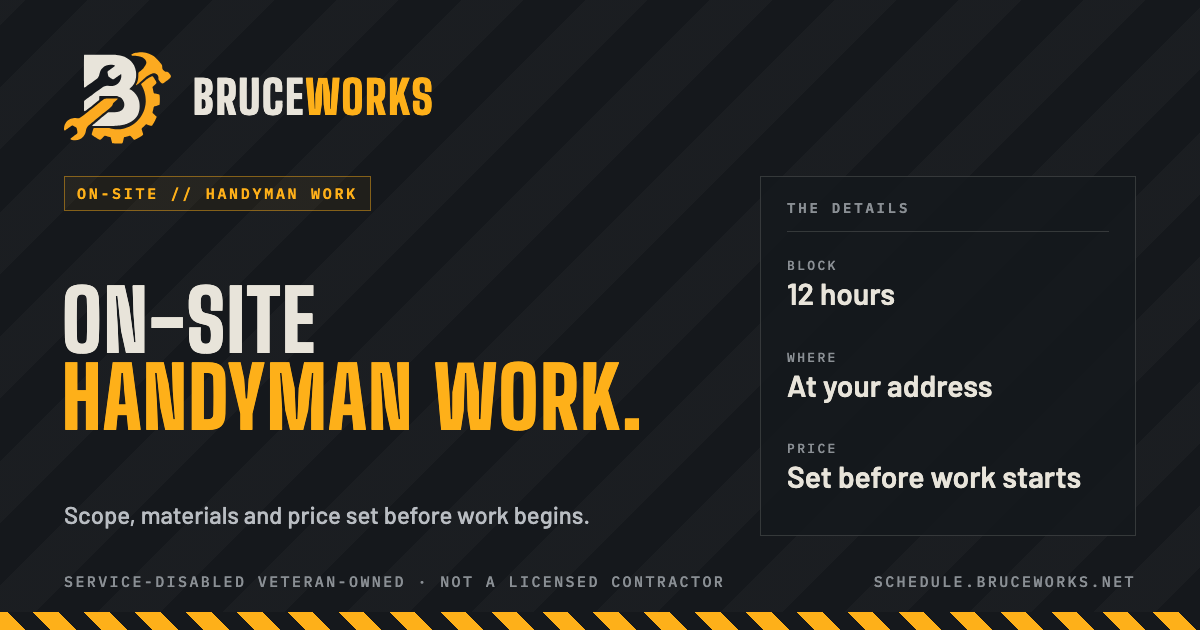 BRUCEWORKS
ON-SITE // HANDYMAN WORK
ON-SITE
HANDYMAN WORK.
Scope, materials and price set before work begins.
THE DETAILS
BLOCK
12 hours
WHERE
At your address
PRICE
Set before work starts
SERVICE-DISABLED VETERAN-OWNED · NOT A LICENSED CONTRACTOR
SCHEDULE.BRUCEWORKS.NET